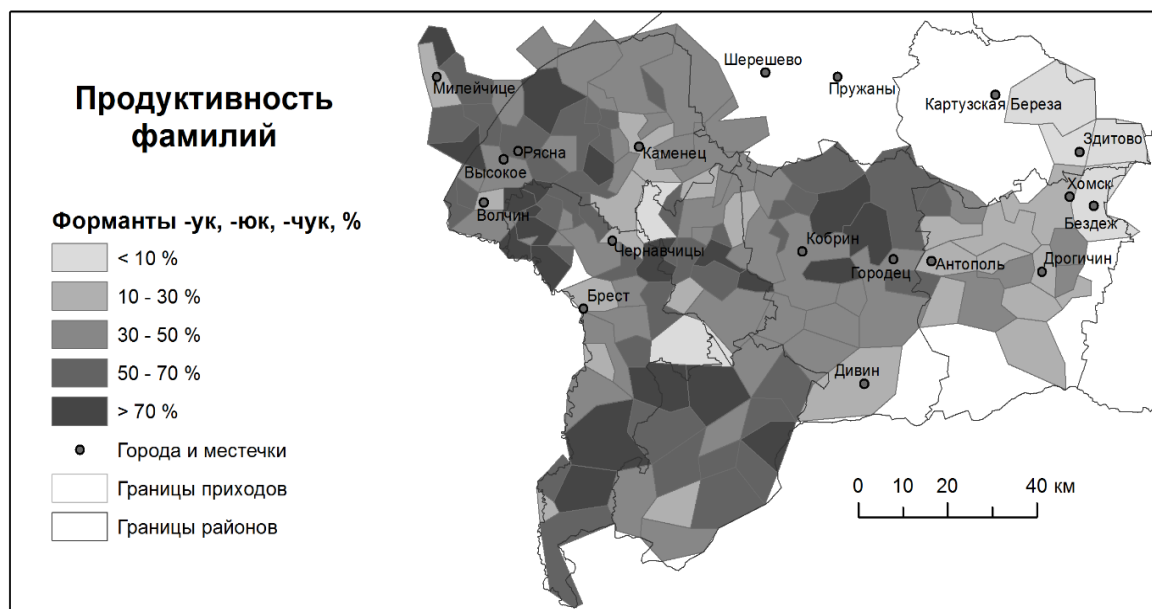 Продуктивность
фамилий
Форманты -ук, -юк, -чук, %
< 10 %
10 - 30 %
30 - 50 %
50 - 70 %
> 70 %
Города и местечки
Границы приходов
Границы районов
Шерешево
Пружаны
Милейчице
Картузская Береза
Здитово
Рясна
Каменец
Высокое
Хомск
Волчин
Бездеж
Кобрин
Чернавчицы
Городец
Антополь
Дрогичин
Брест
Дивин
0 10 20 40 км